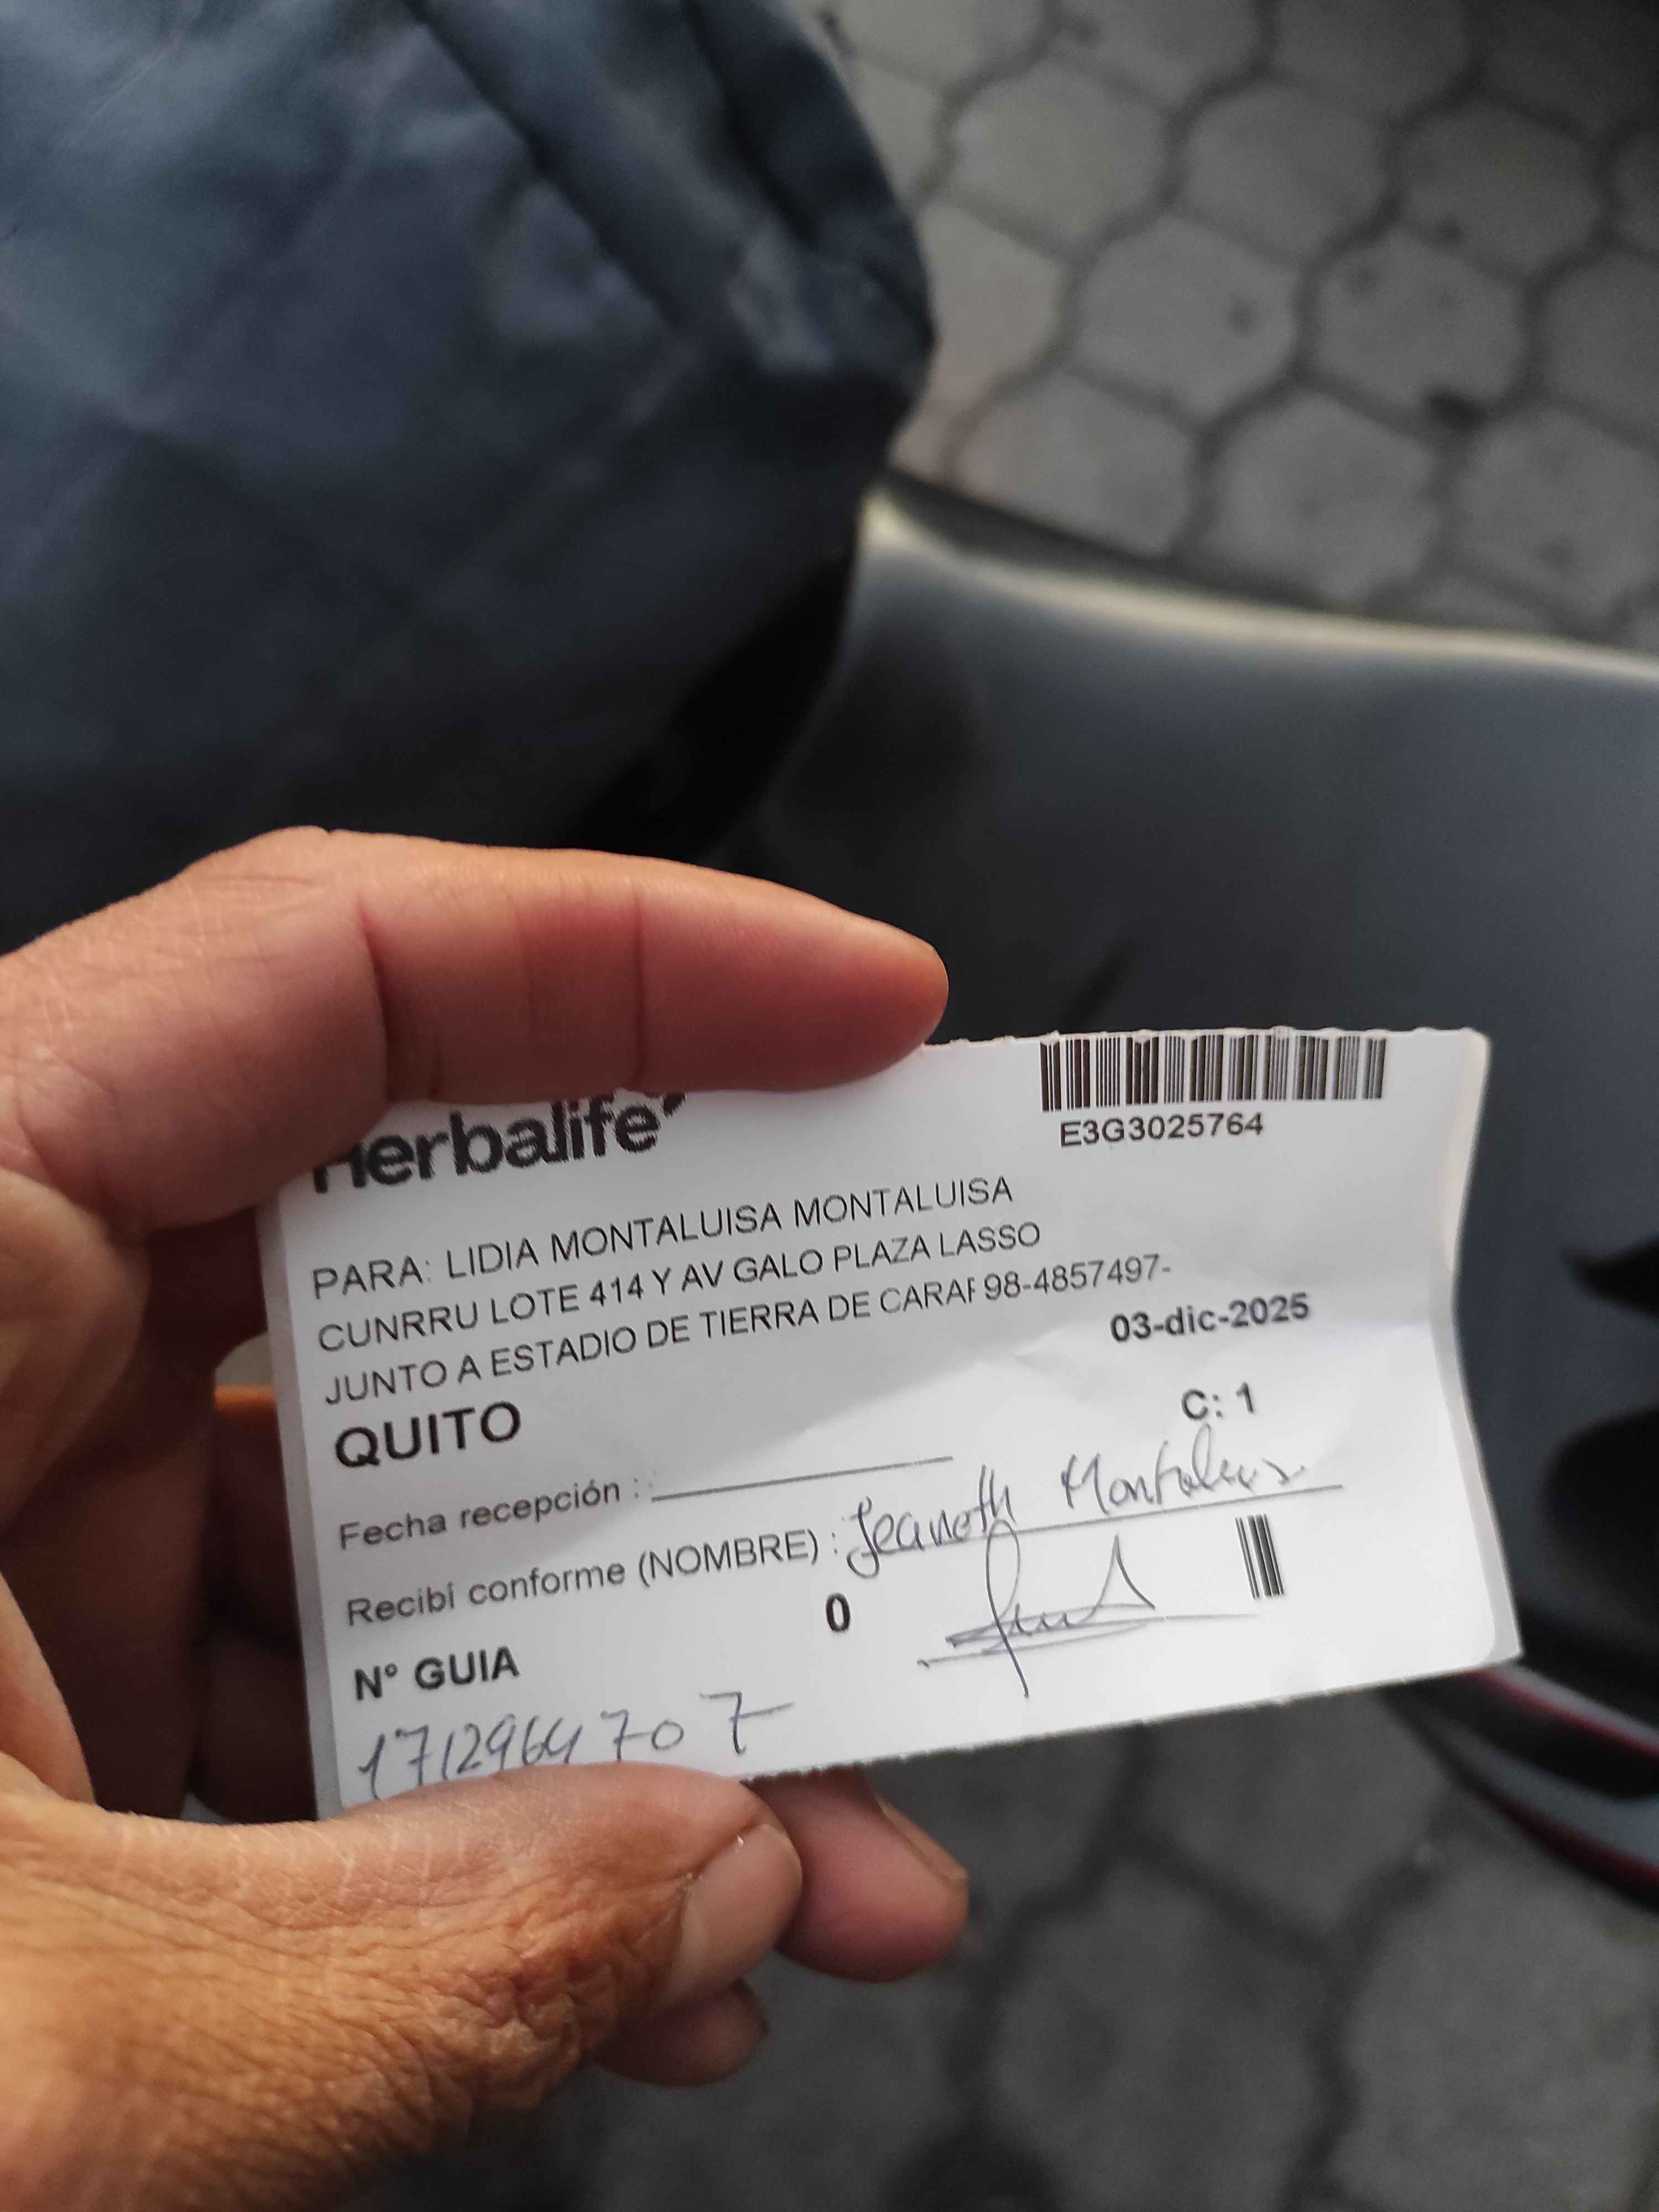 Herbalife
E3G3025764
PARA: LIDIA MONTALUISA MONTALUISA
CUNRRU LOTE 414 Y AV GALO PLAZA LASSO
JUNTO A ESTADIO DE TIERRA DE CARAF 98-4857497-
03-dic-2025
QUITO
C: 1
Fecha recepción :
Recibí conforme (NOMBRE) : Jeaneth Montaluisa
Nº GUIA
0
1712964707